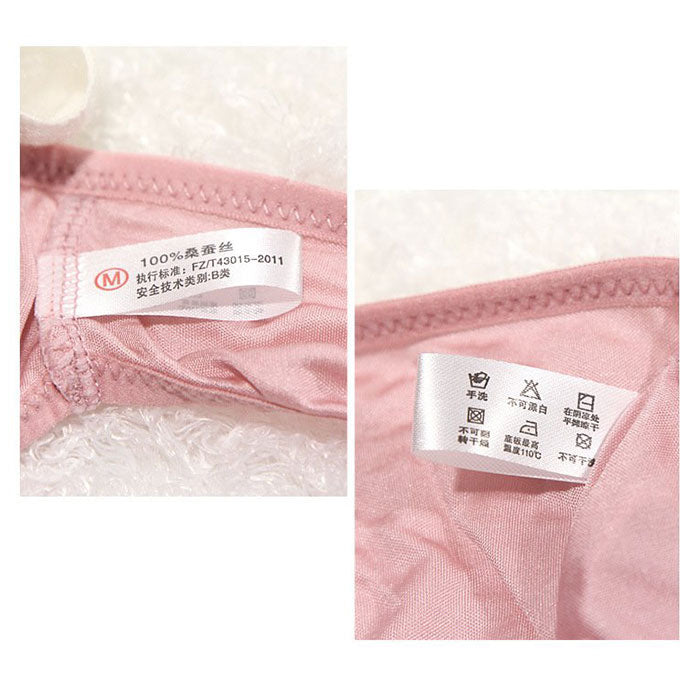 M
100%桑蚕丝
执行标准: FZ/T43015-2011
安全技术类别:B类
手洗
不可漂白
在阴凉处
平摊晾干
不可翻
转干燥
底板最高
温度110℃
不可干